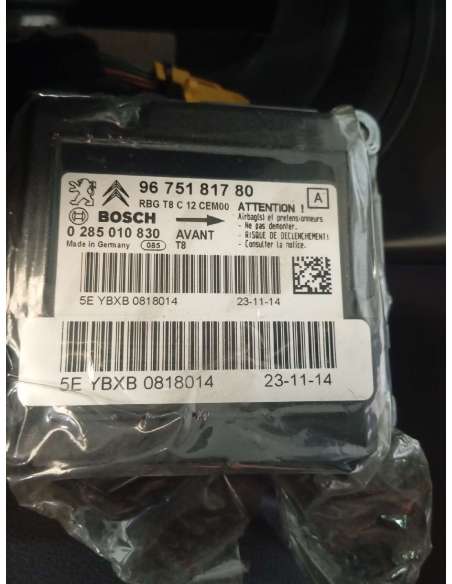 96 751 817 80
RBG T8 C 12 CEM00
ATTENTION !
A
BOSCH
Airbag(s) et pretensionneurs
- Ne pas demonter.
0 285 010 830
AVANT
- RISQUE DE DECLENCHEMENT!
Made in Germany
085
T8
- Consulter la notice.
5E YBXB 0818014
23-11-14
5E YBXB 0818014
23-11-14